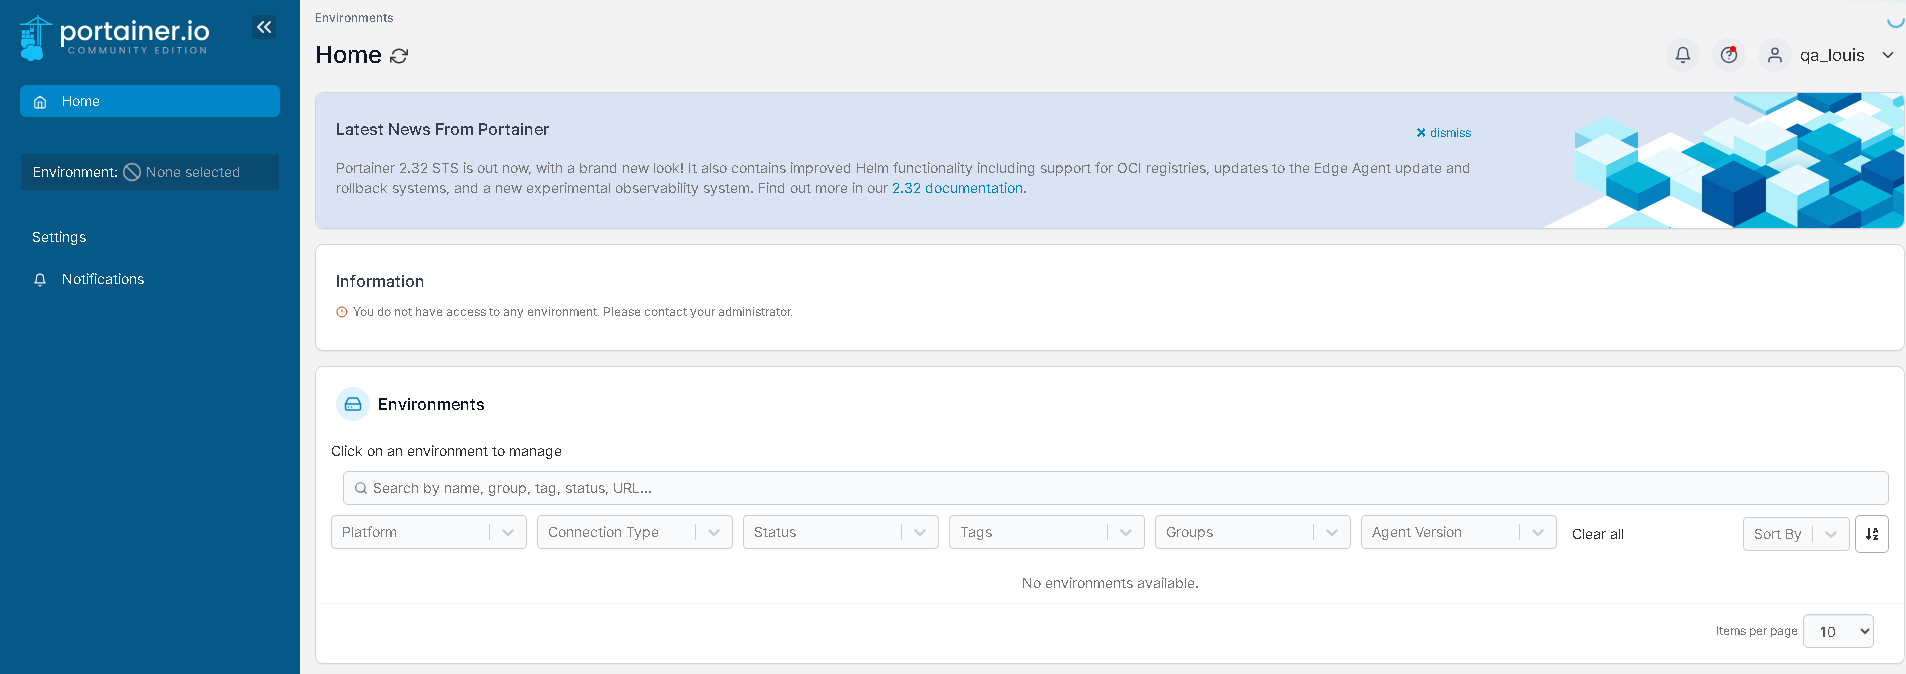 portainer.io
COMMUNITY EDITION
Home
Environment: None selected
Settings
Notifications
Environments
Home
qa_louis
Latest News From Portainer
dismiss
Portainer 2.32 STS is out now, with a brand new look! It also contains improved Helm functionality including support for OCI registries, updates to the Edge Agent update and
rollback systems, and a new experimental observability system. Find out more in our 2.32 documentation.
Information
You do not have access to any environment. Please contact your administrator.
Environments
Click on an environment to manage
Search by name, group, tag, status, URL...
Platform Connection Type Status Tags Groups Agent Version Clear all Sort By
No environments available.
Items per page 10